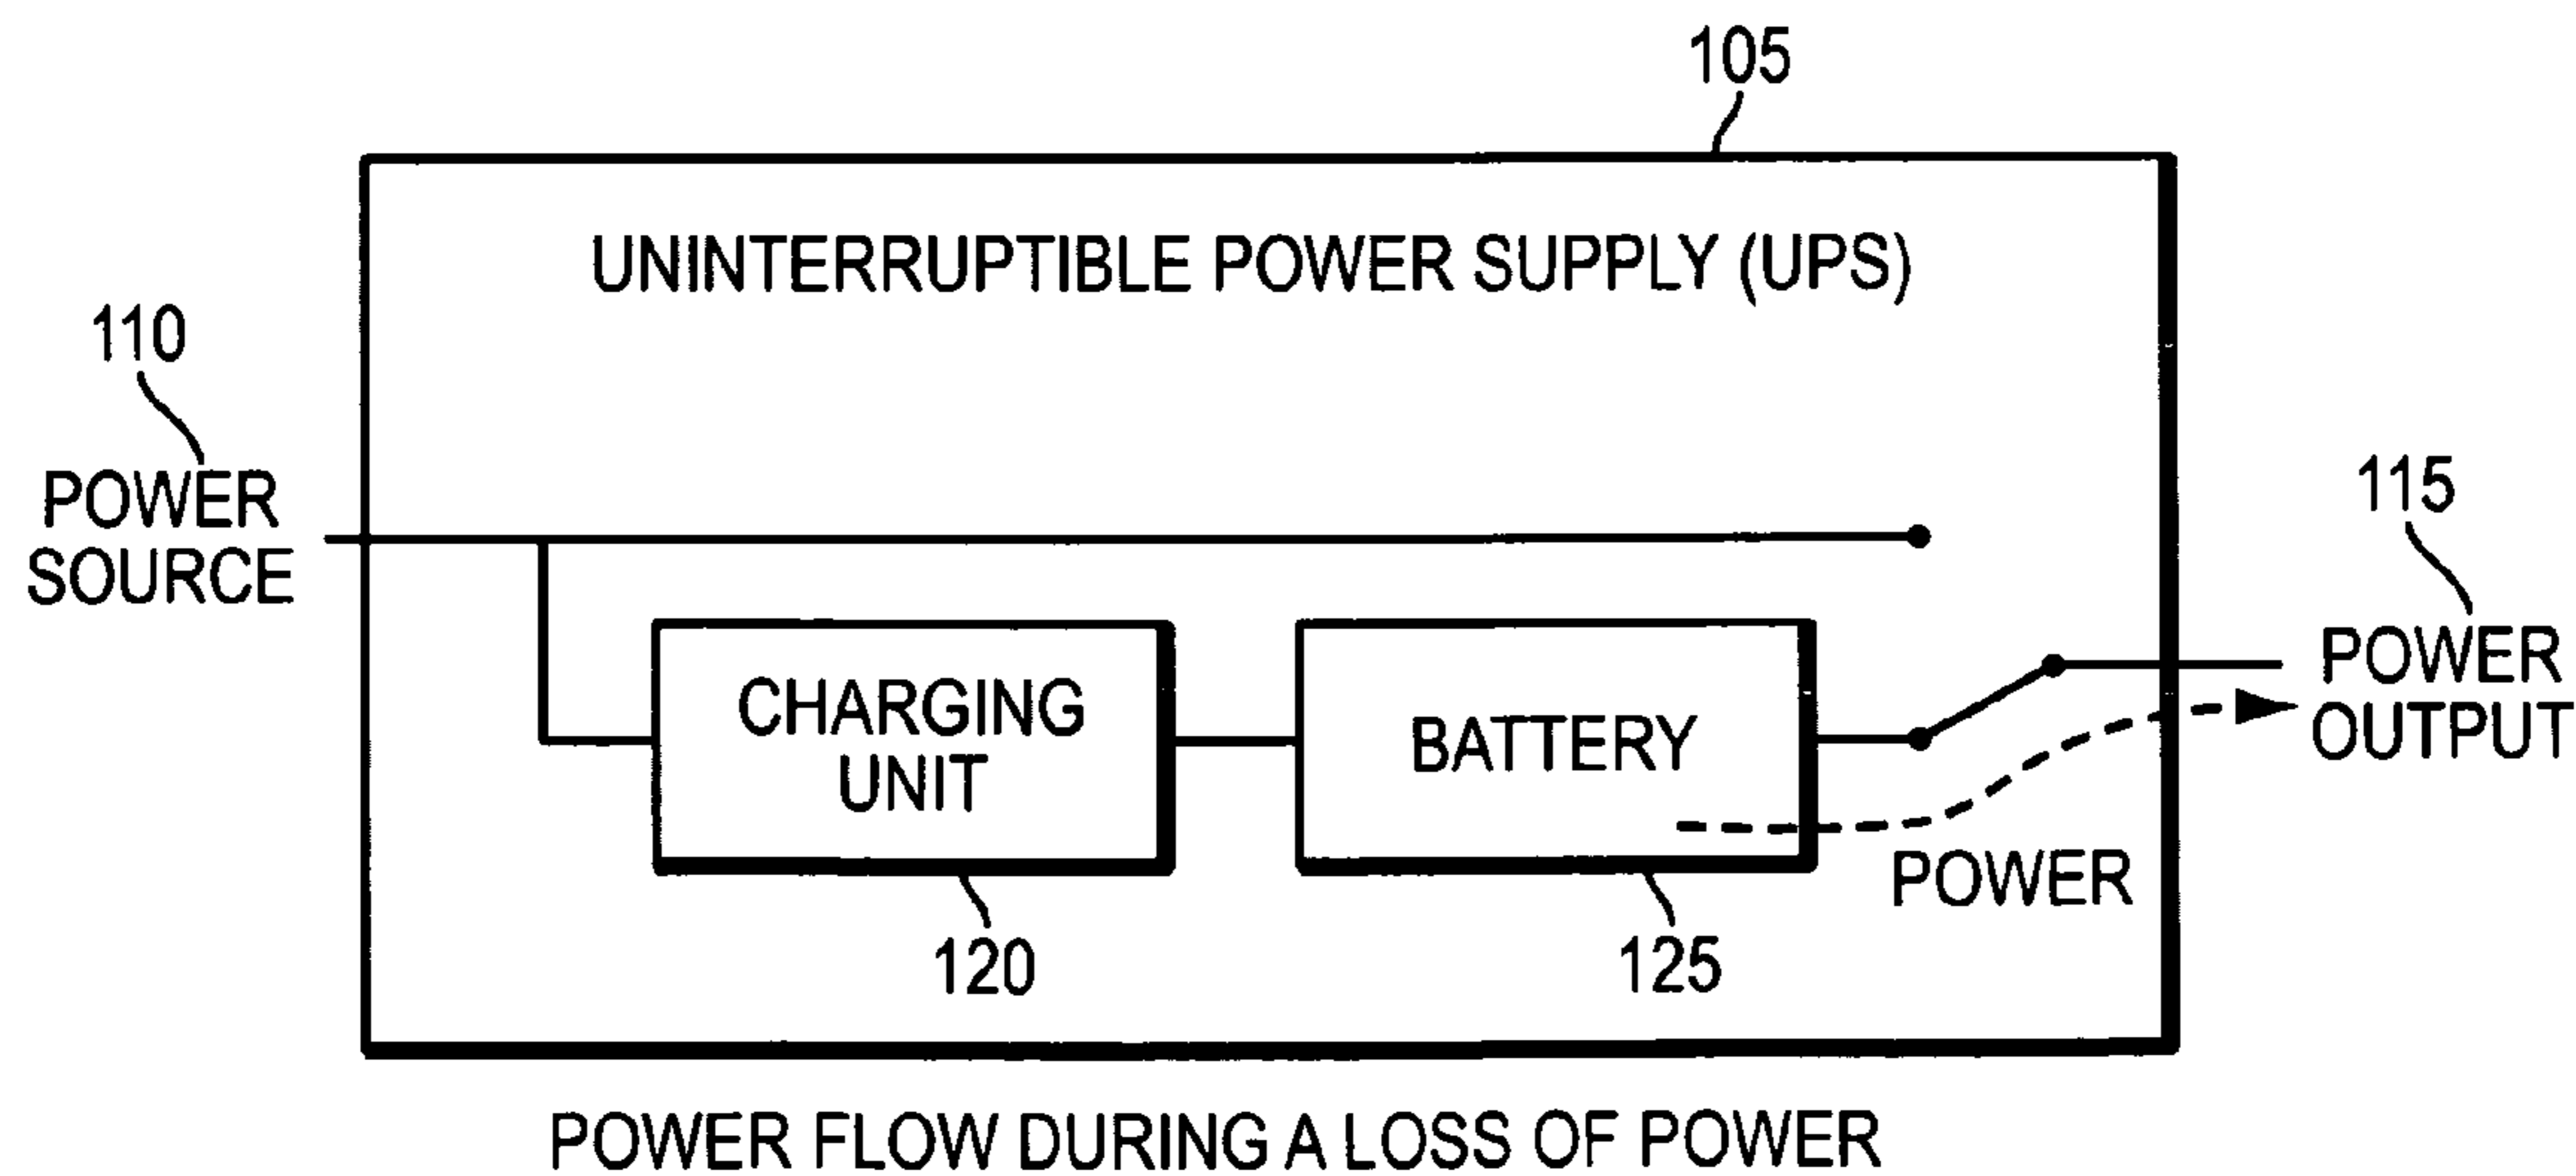 105
UNINTERRUPTIBLE POWER SUPPLY (UPS)
110
POWER
SOURCE
115
POWER
OUTPUT
CHARGING
UNIT
BATTERY
POWER
120
125
POWER FLOW DURING A LOSS OF POWER